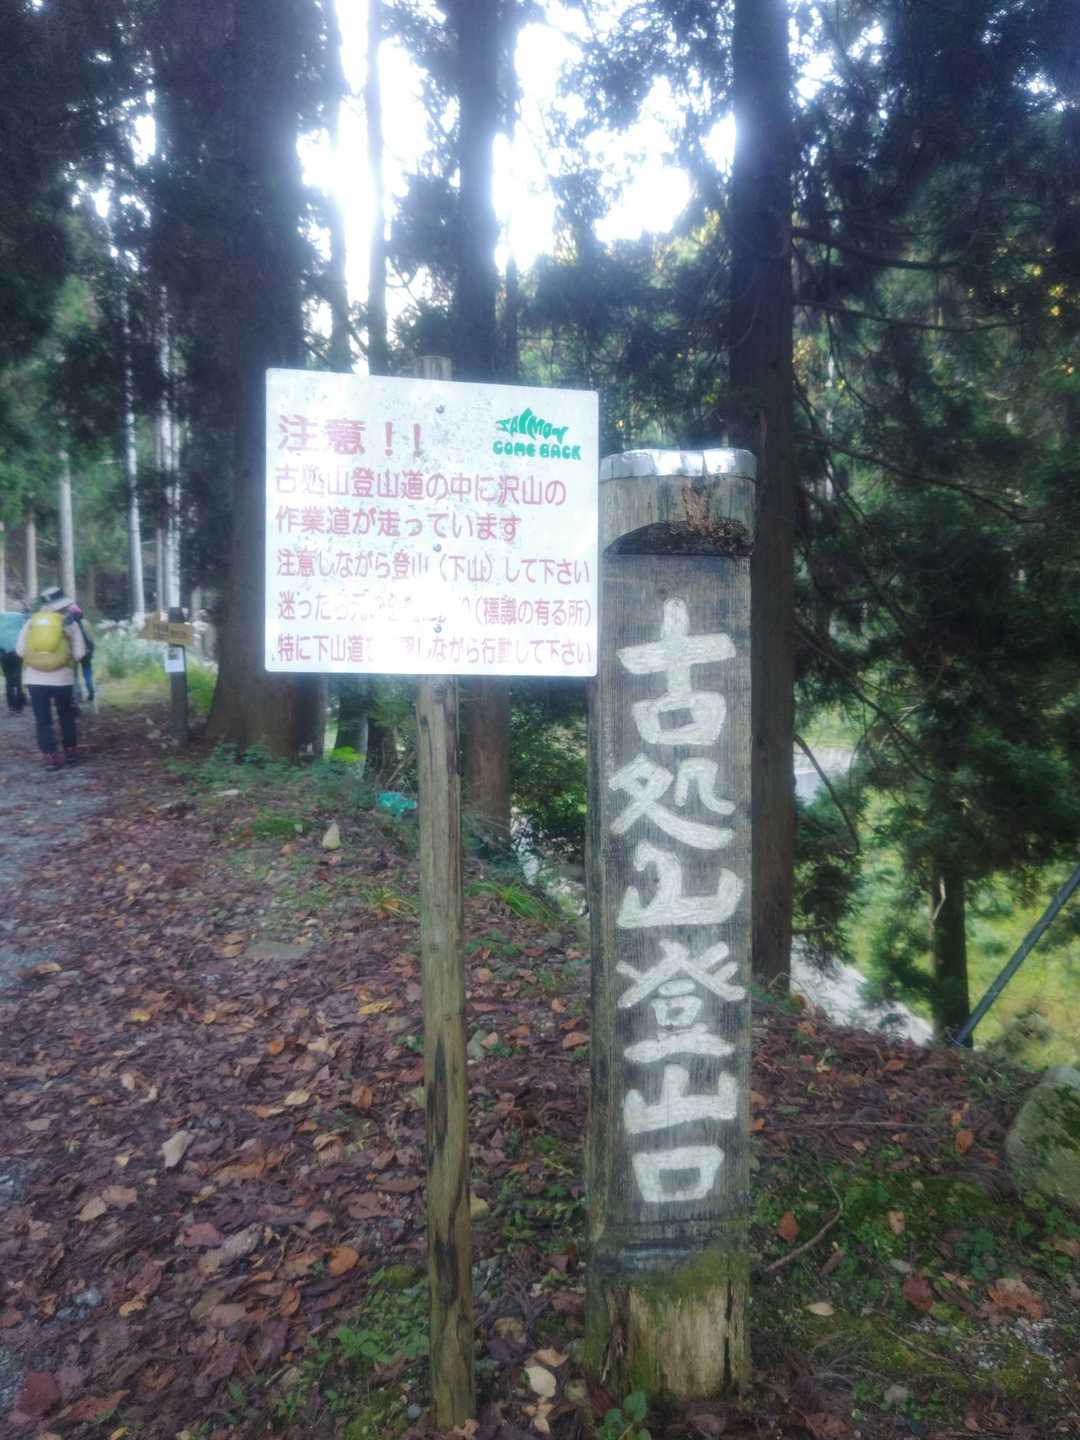 注意！！
SALMON
COME BACK
古処山登山道の中に沢山の
作業道が走っています
注意しながら登山（下山）して下さい
迷ったら元の（標識の有る所）
特に下山道しながら行動して下さい
古処山登山口